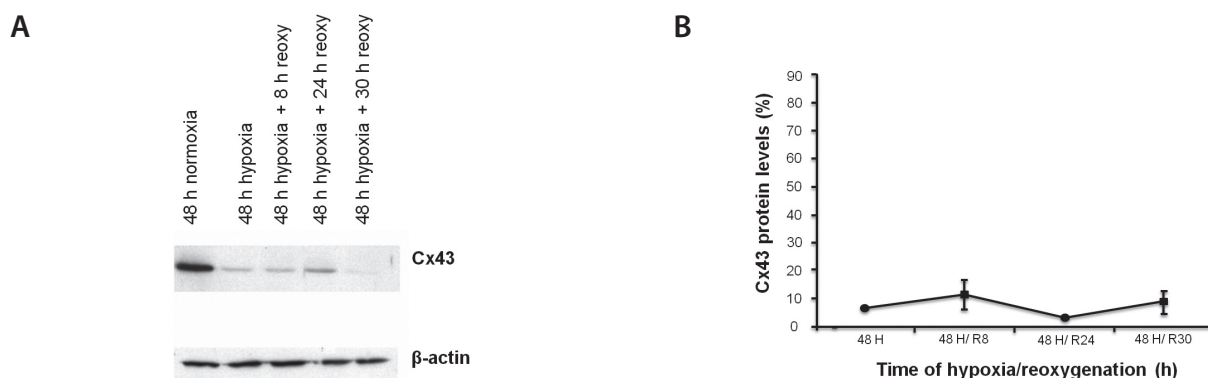 A
48 h normoxia
48 h hypoxia
48 h hypoxia + 8 h reoxy
48 h hypoxia + 24 h reoxy
48 h hypoxia + 30 h reoxy
Cx43
β-actin
B
Cx43 protein levels (%)
90
80
70
60
50
40
30
20
10
0
48 H
48 H/ R8
48 H/ R24
48 H/ R30
Time of hypoxia/reoxygenation (h)